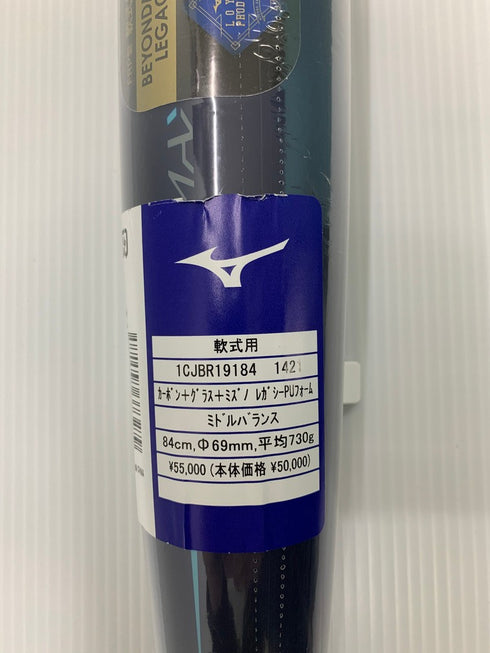 BEYOND
LEGACY
軟式用
1CJBR19184 1421
カーボン+グラス+ミズノ レガシーPUフォーム
ミドルバランス
84cm,Φ69mm,平均730g
¥55,000(本体価格 ¥50,000)